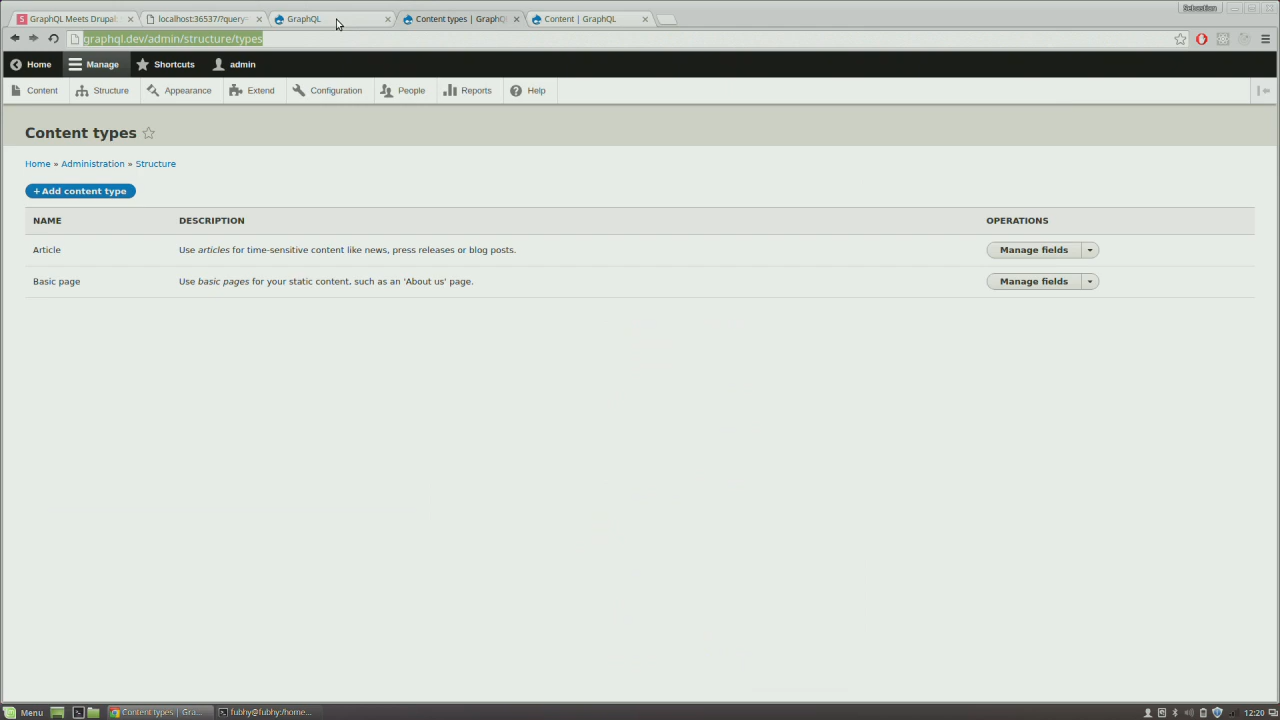 GraphQL Meets Drupal:
localhost:36537/?query=
GraphQL
Content types | GraphQ
Content | GraphQL
Sebastian
graphql.dev/admin/structure/types
Home
Manage
Shortcuts
admin
Content
Structure
Appearance
Extend
Configuration
People
Reports
Help
Content types
Home » Administration » Structure
+ Add content type
NAME DESCRIPTION OPERATIONS
Article Use articles for time-sensitive content like news, press releases or blog posts. Manage fields
Basic page Use basic pages for your static content, such as an 'About us' page. Manage fields
Menu
Content types | Gra...
fubhy@fubhy:/home...
12:20